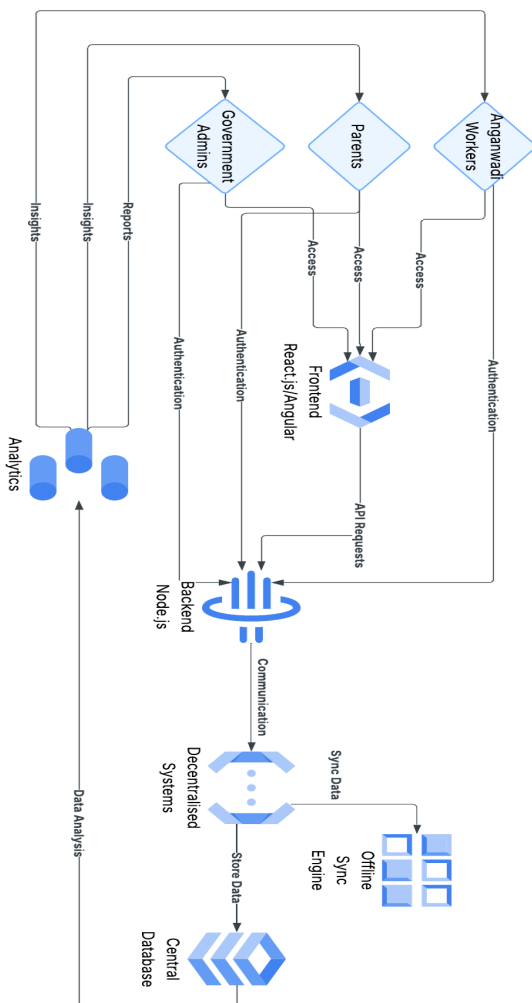 Anganwadi
Workers
Parents
Government
Admins
Insights
Insights
Reports
Access
Access
Access
Authentication
Authentication
Authentication
Frontend
React.js/Angular
API Requests
Analytics
Backend
Node.js
Communication
Decentralised
Systems
Sync Data
Offline
Sync
Engine
Store Data
Central
Database
Data Analysis